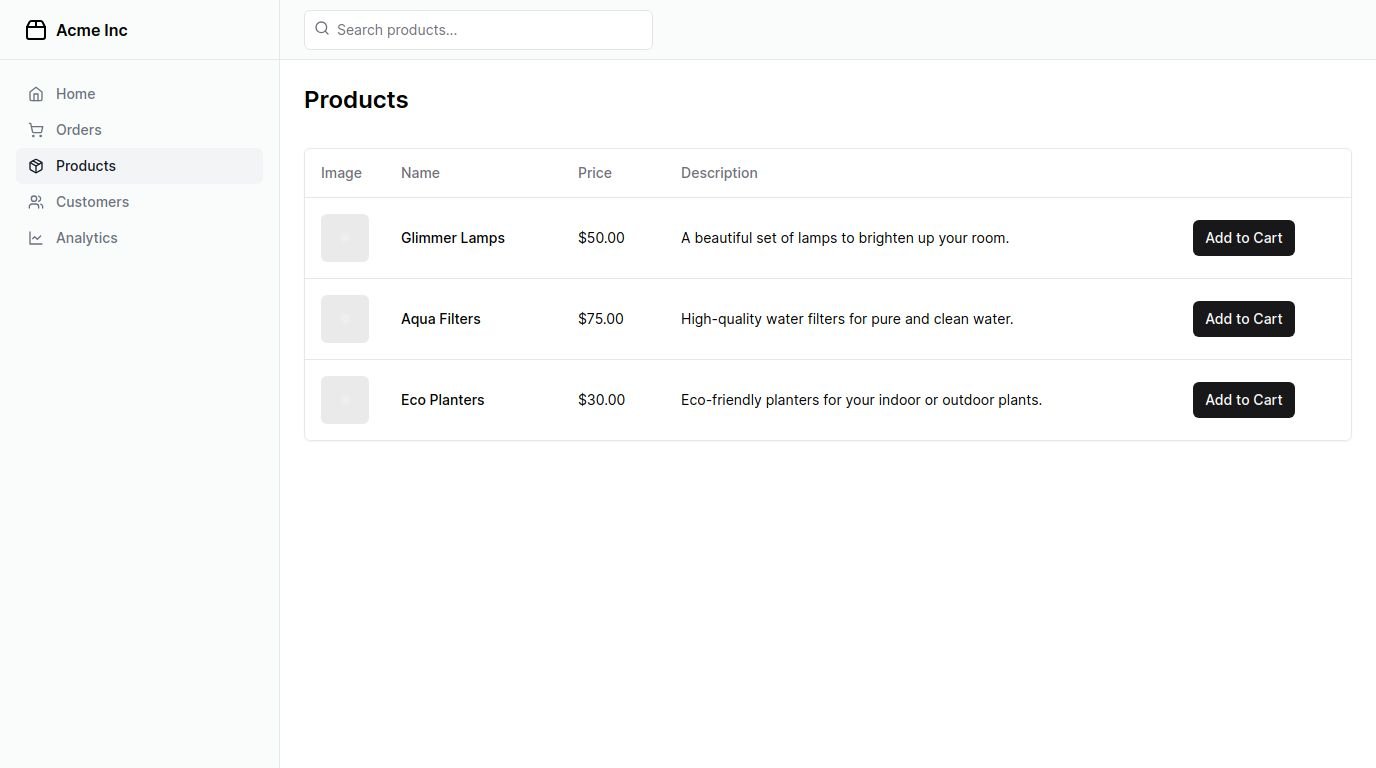 Acme Inc
Search products...
Home
Orders
Products
Customers
Analytics
Products
Image Name Price Description
Glimmer Lamps $50.00 A beautiful set of lamps to brighten up your room. Add to Cart
Aqua Filters $75.00 High-quality water filters for pure and clean water. Add to Cart
Eco Planters $30.00 Eco-friendly planters for your indoor or outdoor plants. Add to Cart